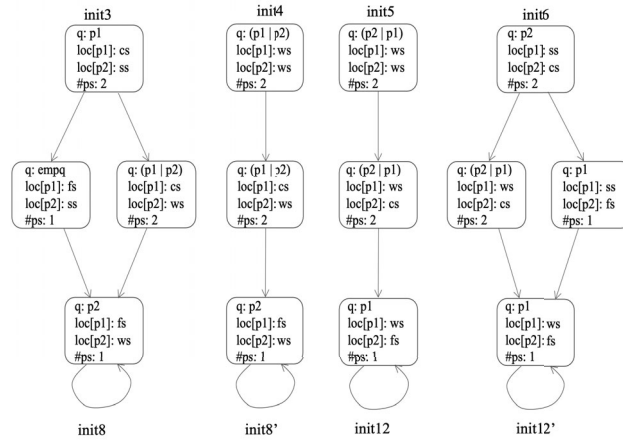 init3
init4
init5
init6
q: p1
loc[p1]: cs
loc[p2]: ss
#ps: 2
q: (p1 | p2)
loc[p1]: ws
loc[p2]: ws
#ps: 2
q: (p2 | p1)
loc[p1]: ws
loc[p2]: ws
#ps: 2
q: p2
loc[p1]: ss
loc[p2]: cs
#ps: 2
q: empq
loc[p1]: fs
loc[p2]: ss
#ps: 1
q: (p1 | p2)
loc[p1]: cs
loc[p2]: ws
#ps: 2
q: (p1 | p2)
loc[p1]: cs
loc[p2]: ws
#ps: 2
q: (p2 | p1)
loc[p1]: ws
loc[p2]: cs
#ps: 2
q: (p2 | p1)
loc[p1]: ws
loc[p2]: cs
#ps: 2
q: p1
loc[p1]: ss
loc[p2]: fs
#ps: 1
q: p2
loc[p1]: fs
loc[p2]: ws
#ps: 1
q: p2
loc[p1]: fs
loc[p2]: ws
#ps: 1
q: p1
loc[p1]: ws
loc[p2]: fs
#ps: 1
q: p1
loc[p1]: ws
loc[p2]: fs
#ps: 1
init8
init8'
init12
init12'